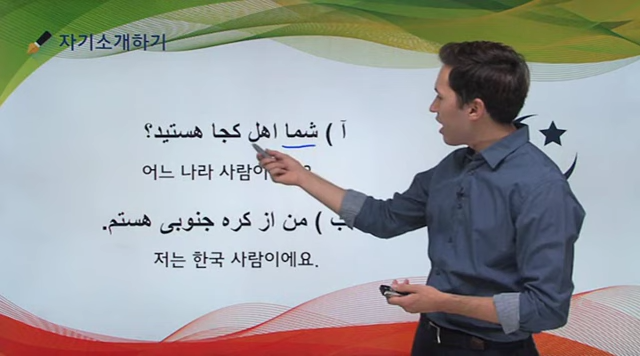 자기소개하기
آ ) شما اهل کجا هستید؟
어느 나라 사람이
ب ) من از کره جنوبی هستم.
저는 한국 사람이에요.